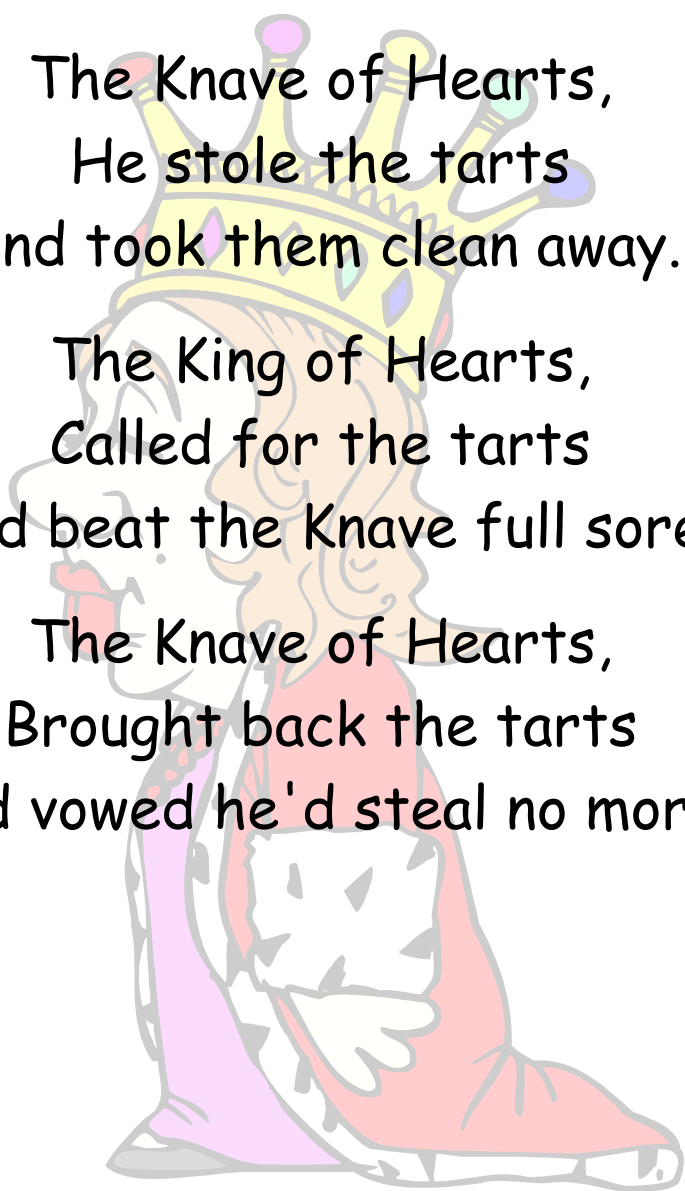 The Knave of Hearts,
He stole the tarts
nd took them clean away.
The King of Hearts,
Called for the tarts
d beat the Knave full sore
The Knave of Hearts,
Brought back the tarts
d vowed he'd steal no mor